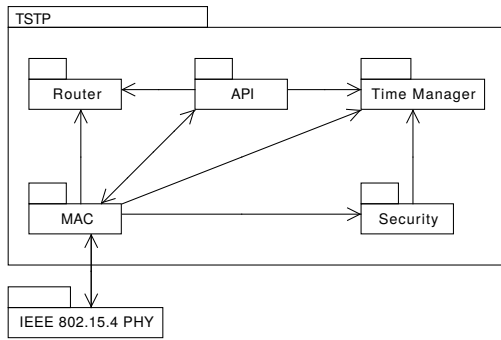 TSTP
Router
API
Time Manager
MAC
Security
IEEE 802.15.4 PHY